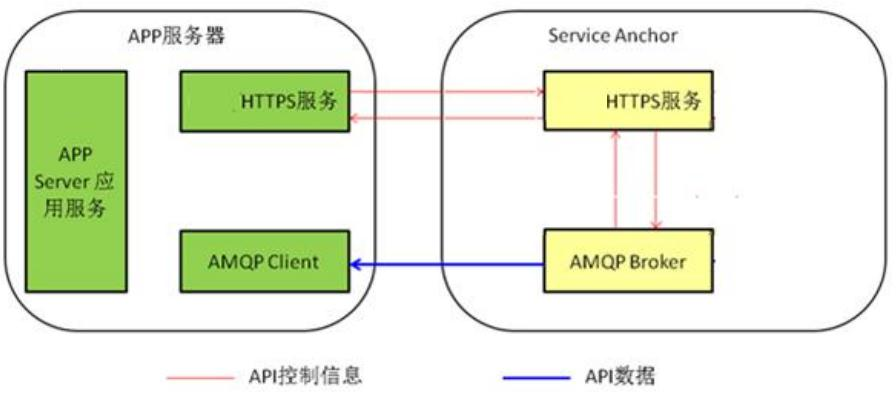 APP服务器
Service Anchor
HTTPS服务
HTTPS服务
APP
Server 应
用服务
AMQP Client
AMQP Broker
API控制信息
API数据